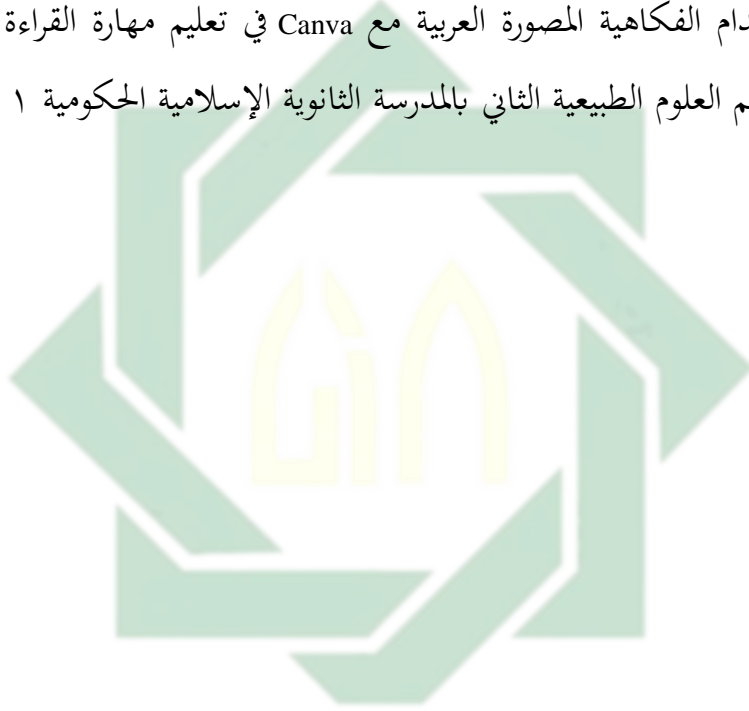 دام الفكاهية المصورة العربية مع Canva في تعليم مهارة القراءة
م العلوم الطبيعية الثاني بالمدرسة الثانوية الإسلامية الحكومية ١